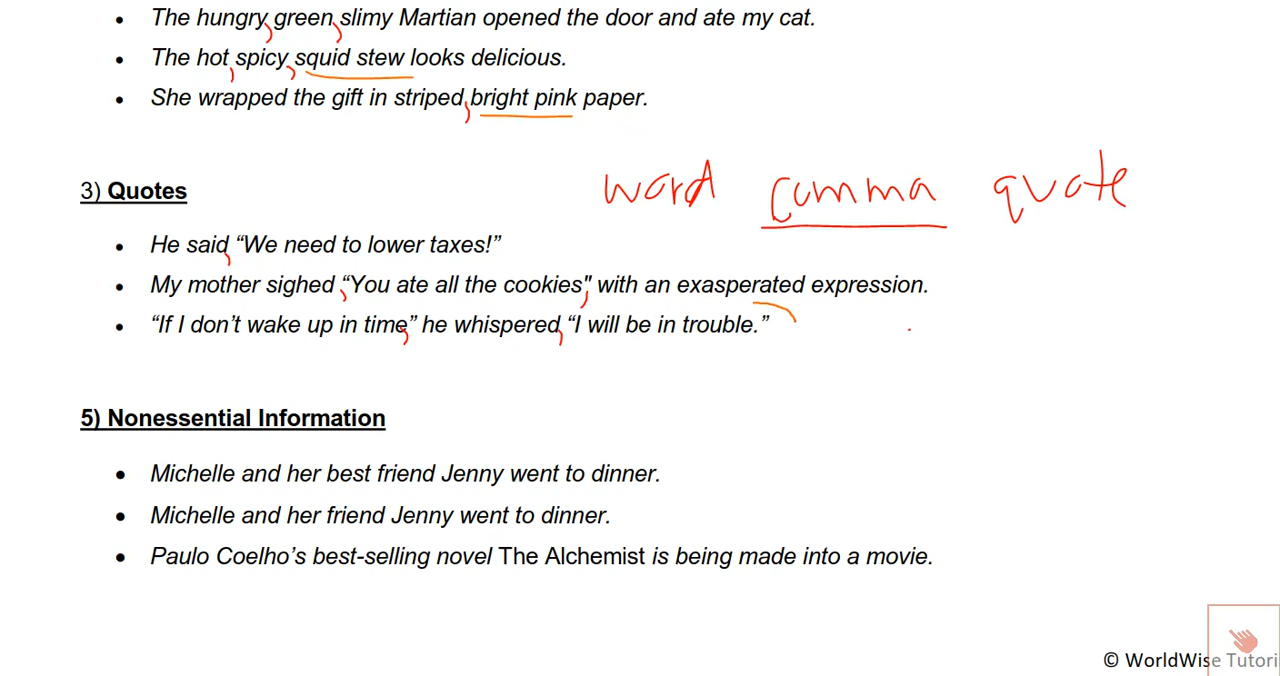 • The hungry, green, slimy Martian opened the door and ate my cat.
• The hot, spicy, squid stew looks delicious.
• She wrapped the gift in striped, bright pink paper.
word comma quote
3) Quotes
• He said, “We need to lower taxes!”
• My mother sighed, “You ate all the cookies," with an exasperated expression.
• “If I don’t wake up in time,” he whispered, “I will be in trouble.”
5) Nonessential Information
• Michelle and her best friend Jenny went to dinner.
• Michelle and her friend Jenny went to dinner.
• Paulo Coelho’s best-selling novel The Alchemist is being made into a movie.
© WorldWise Tutori